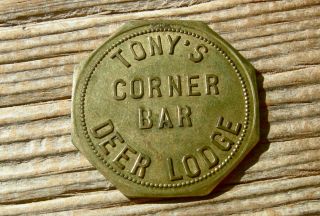 TONY'S
CORNER
BAR
DEER LODGE